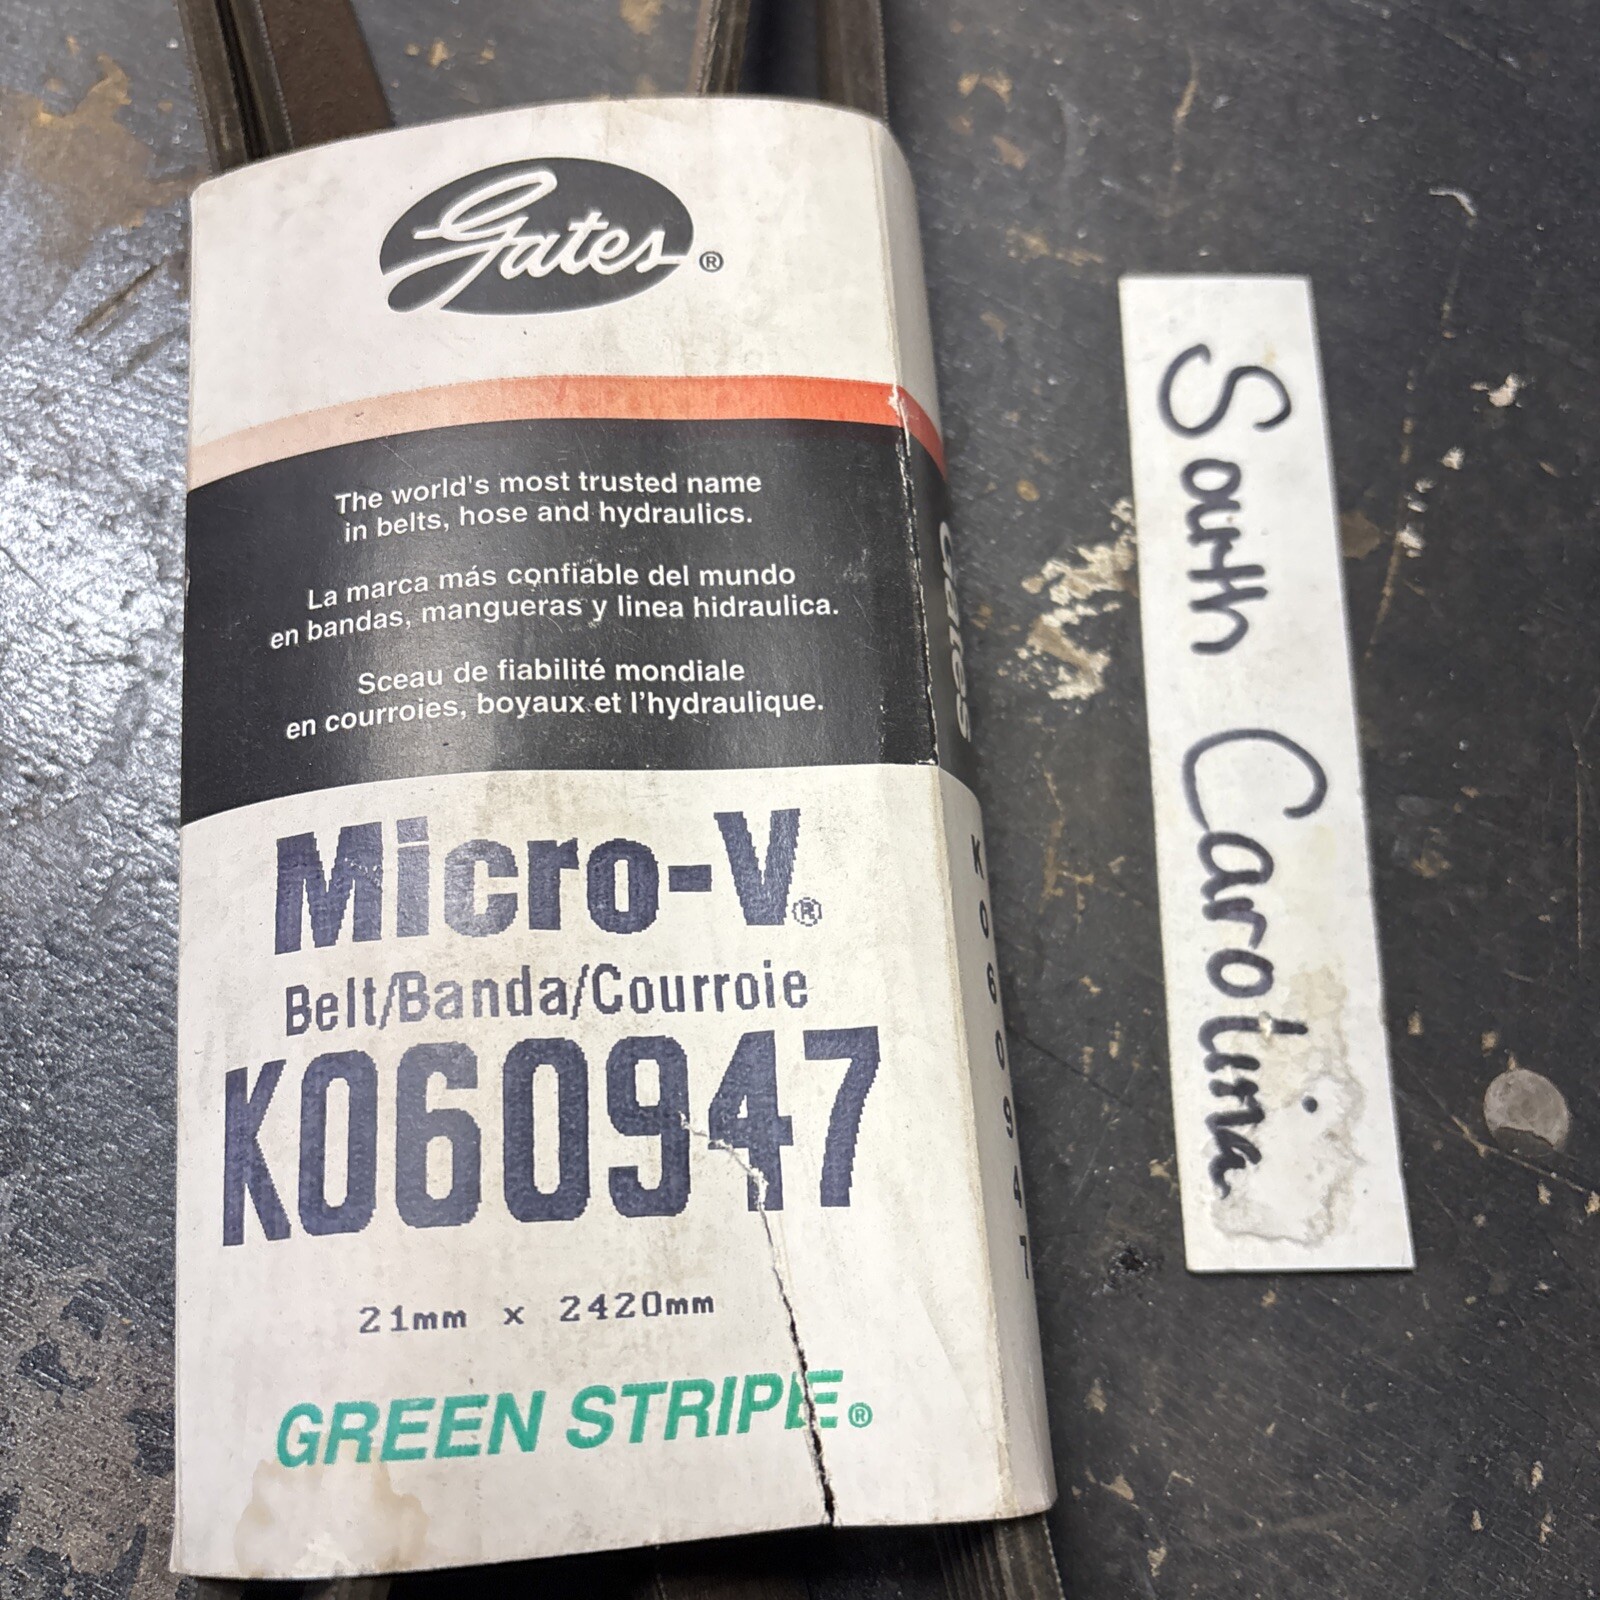 Gates®
The world's most trusted name
in belts, hose and hydraulics.
La marca más confiable del mundo
en bandas, mangueras y linea hidraulica.
Sceau de fiabilité mondiale
en courroies, boyaux et l'hydraulique.
Micro-V®
Belt/Banda/Courroie
K060947
21mm x 2420mm
GREEN STRIPE®
Gates
K060947
South Carolina